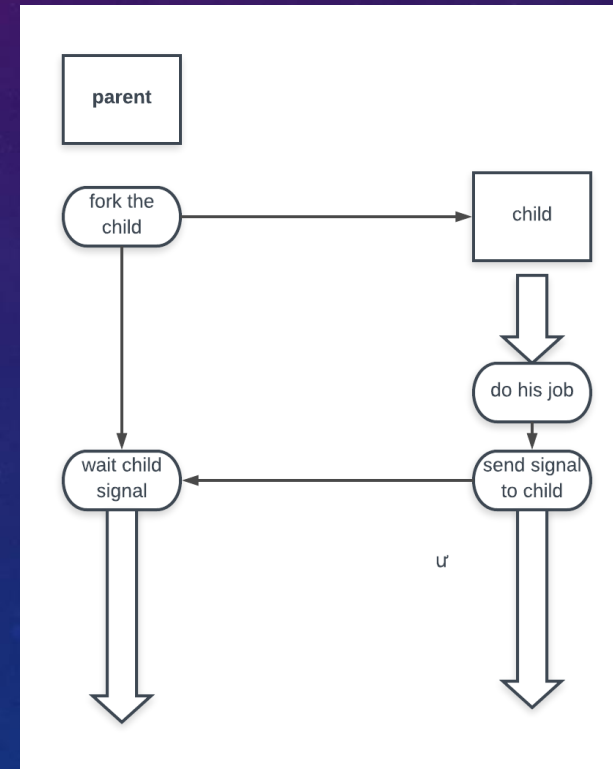 parent
fork the
child
child
do his job
wait child
signal
send signal
to child
ư